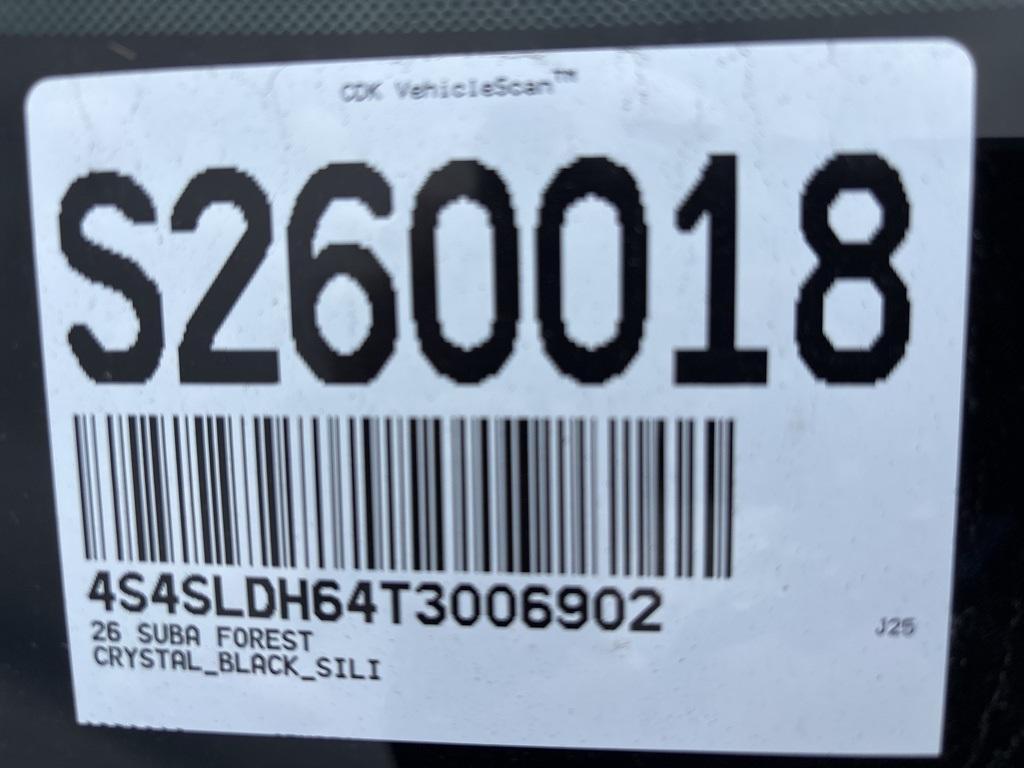 CDK VehicleScan™
S260018
4S4SLDH64T3006902
26 SUBA FOREST
CRYSTAL_BLACK_SILI
J25